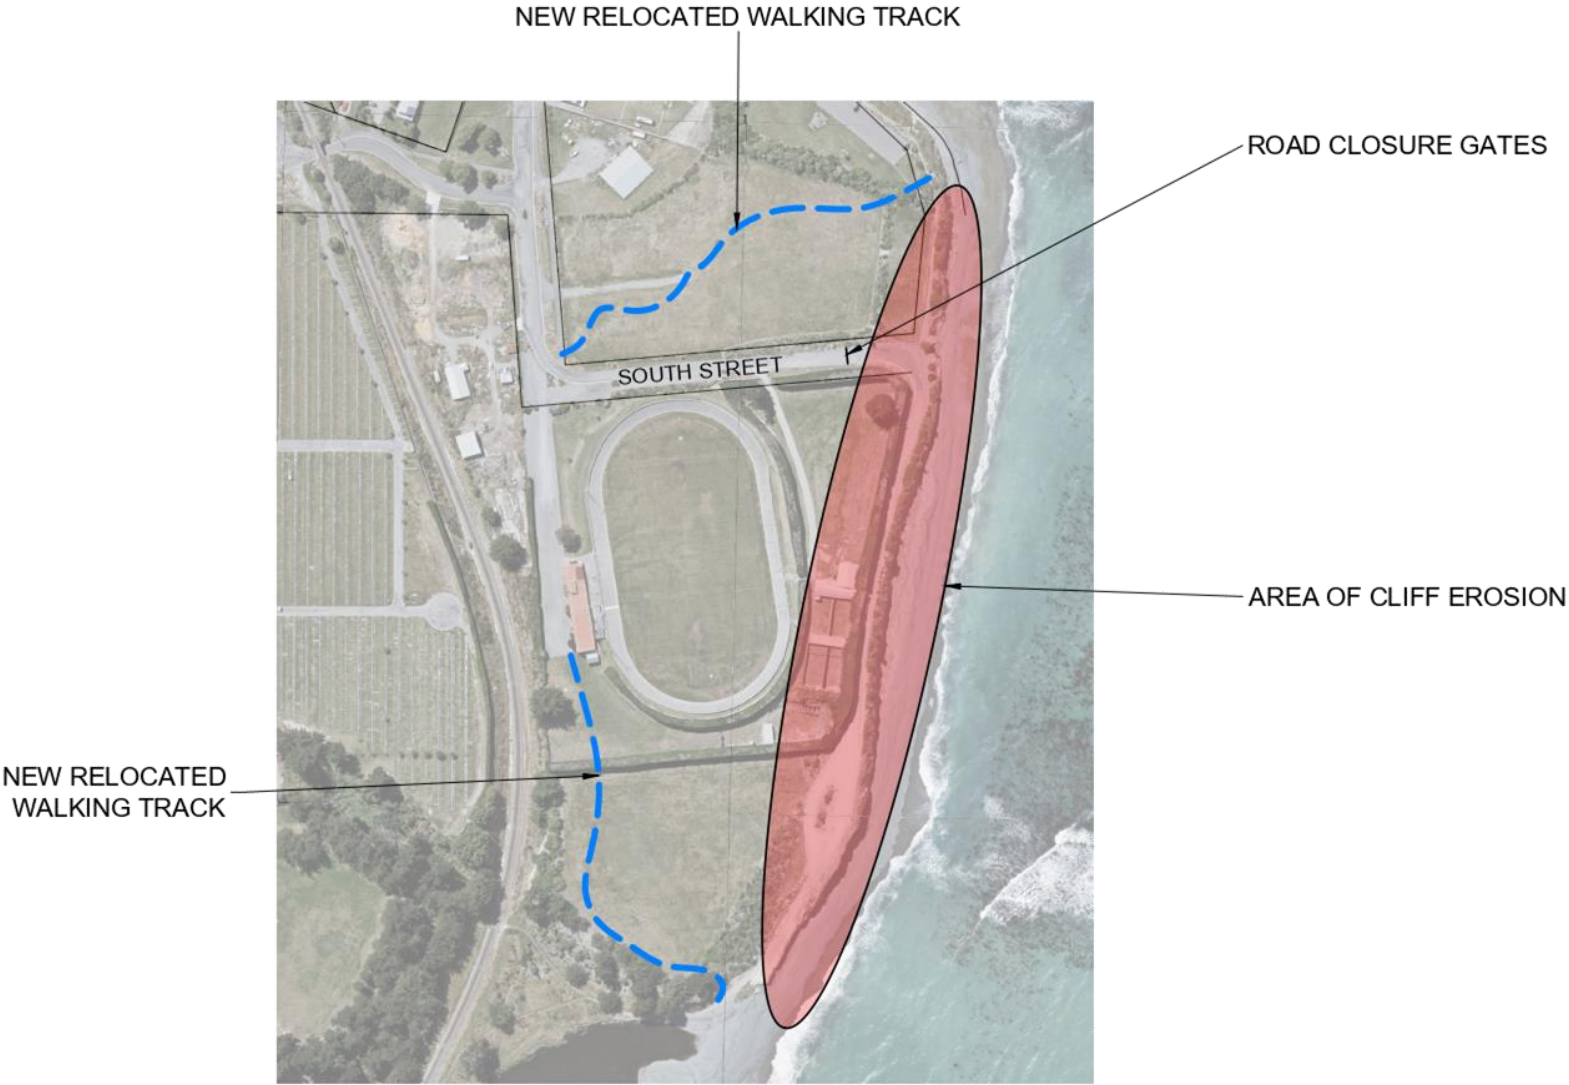 NEW RELOCATED WALKING TRACK
ROAD CLOSURE GATES
SOUTH STREET
AREA OF CLIFF EROSION
NEW RELOCATED
WALKING TRACK